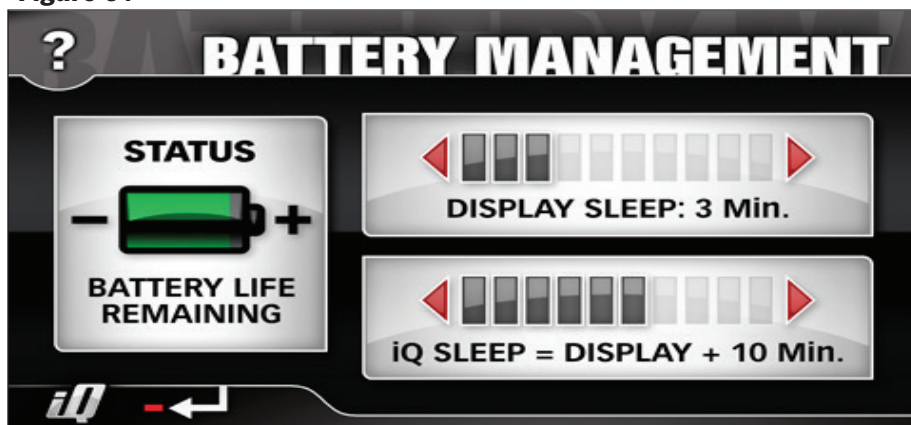 ?
BATTERY MANAGEMENT
STATUS
- +
BATTERY LIFE
REMAINING
DISPLAY SLEEP: 3 Min.
iQ SLEEP = DISPLAY + 10 Min.
iQ